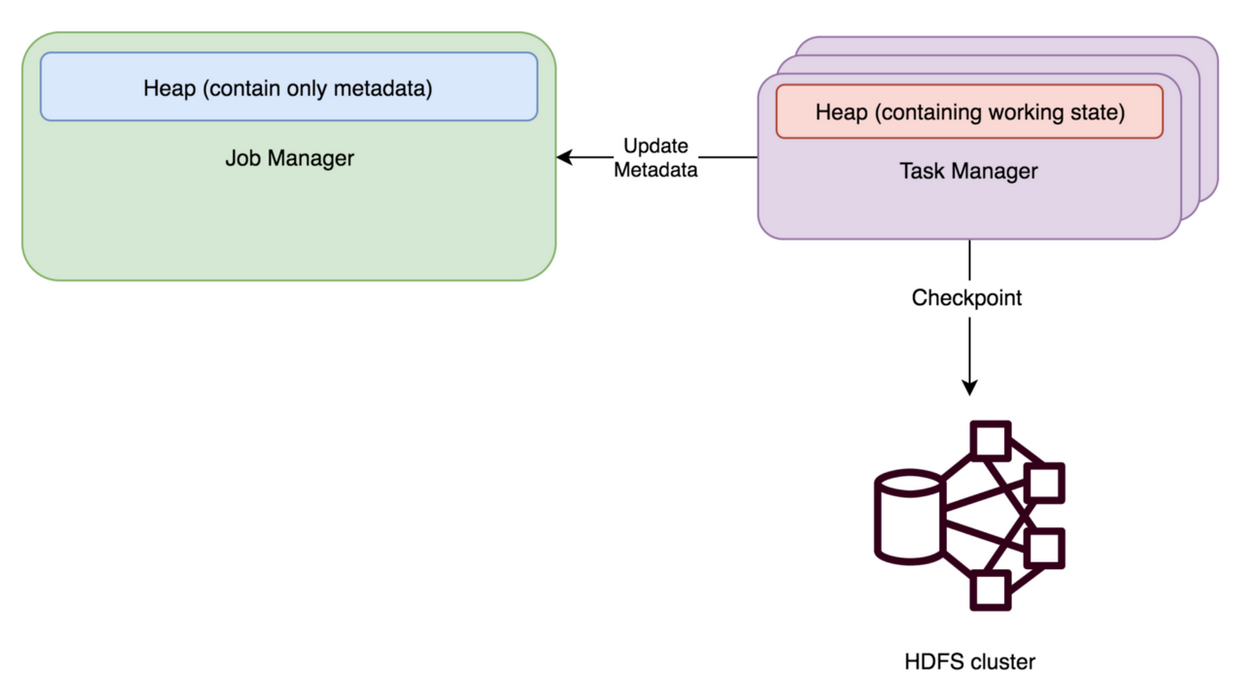 Heap (contain only metadata)
Job Manager
Update
Metadata
Heap (containing working state)
Task Manager
Checkpoint
HDFS cluster